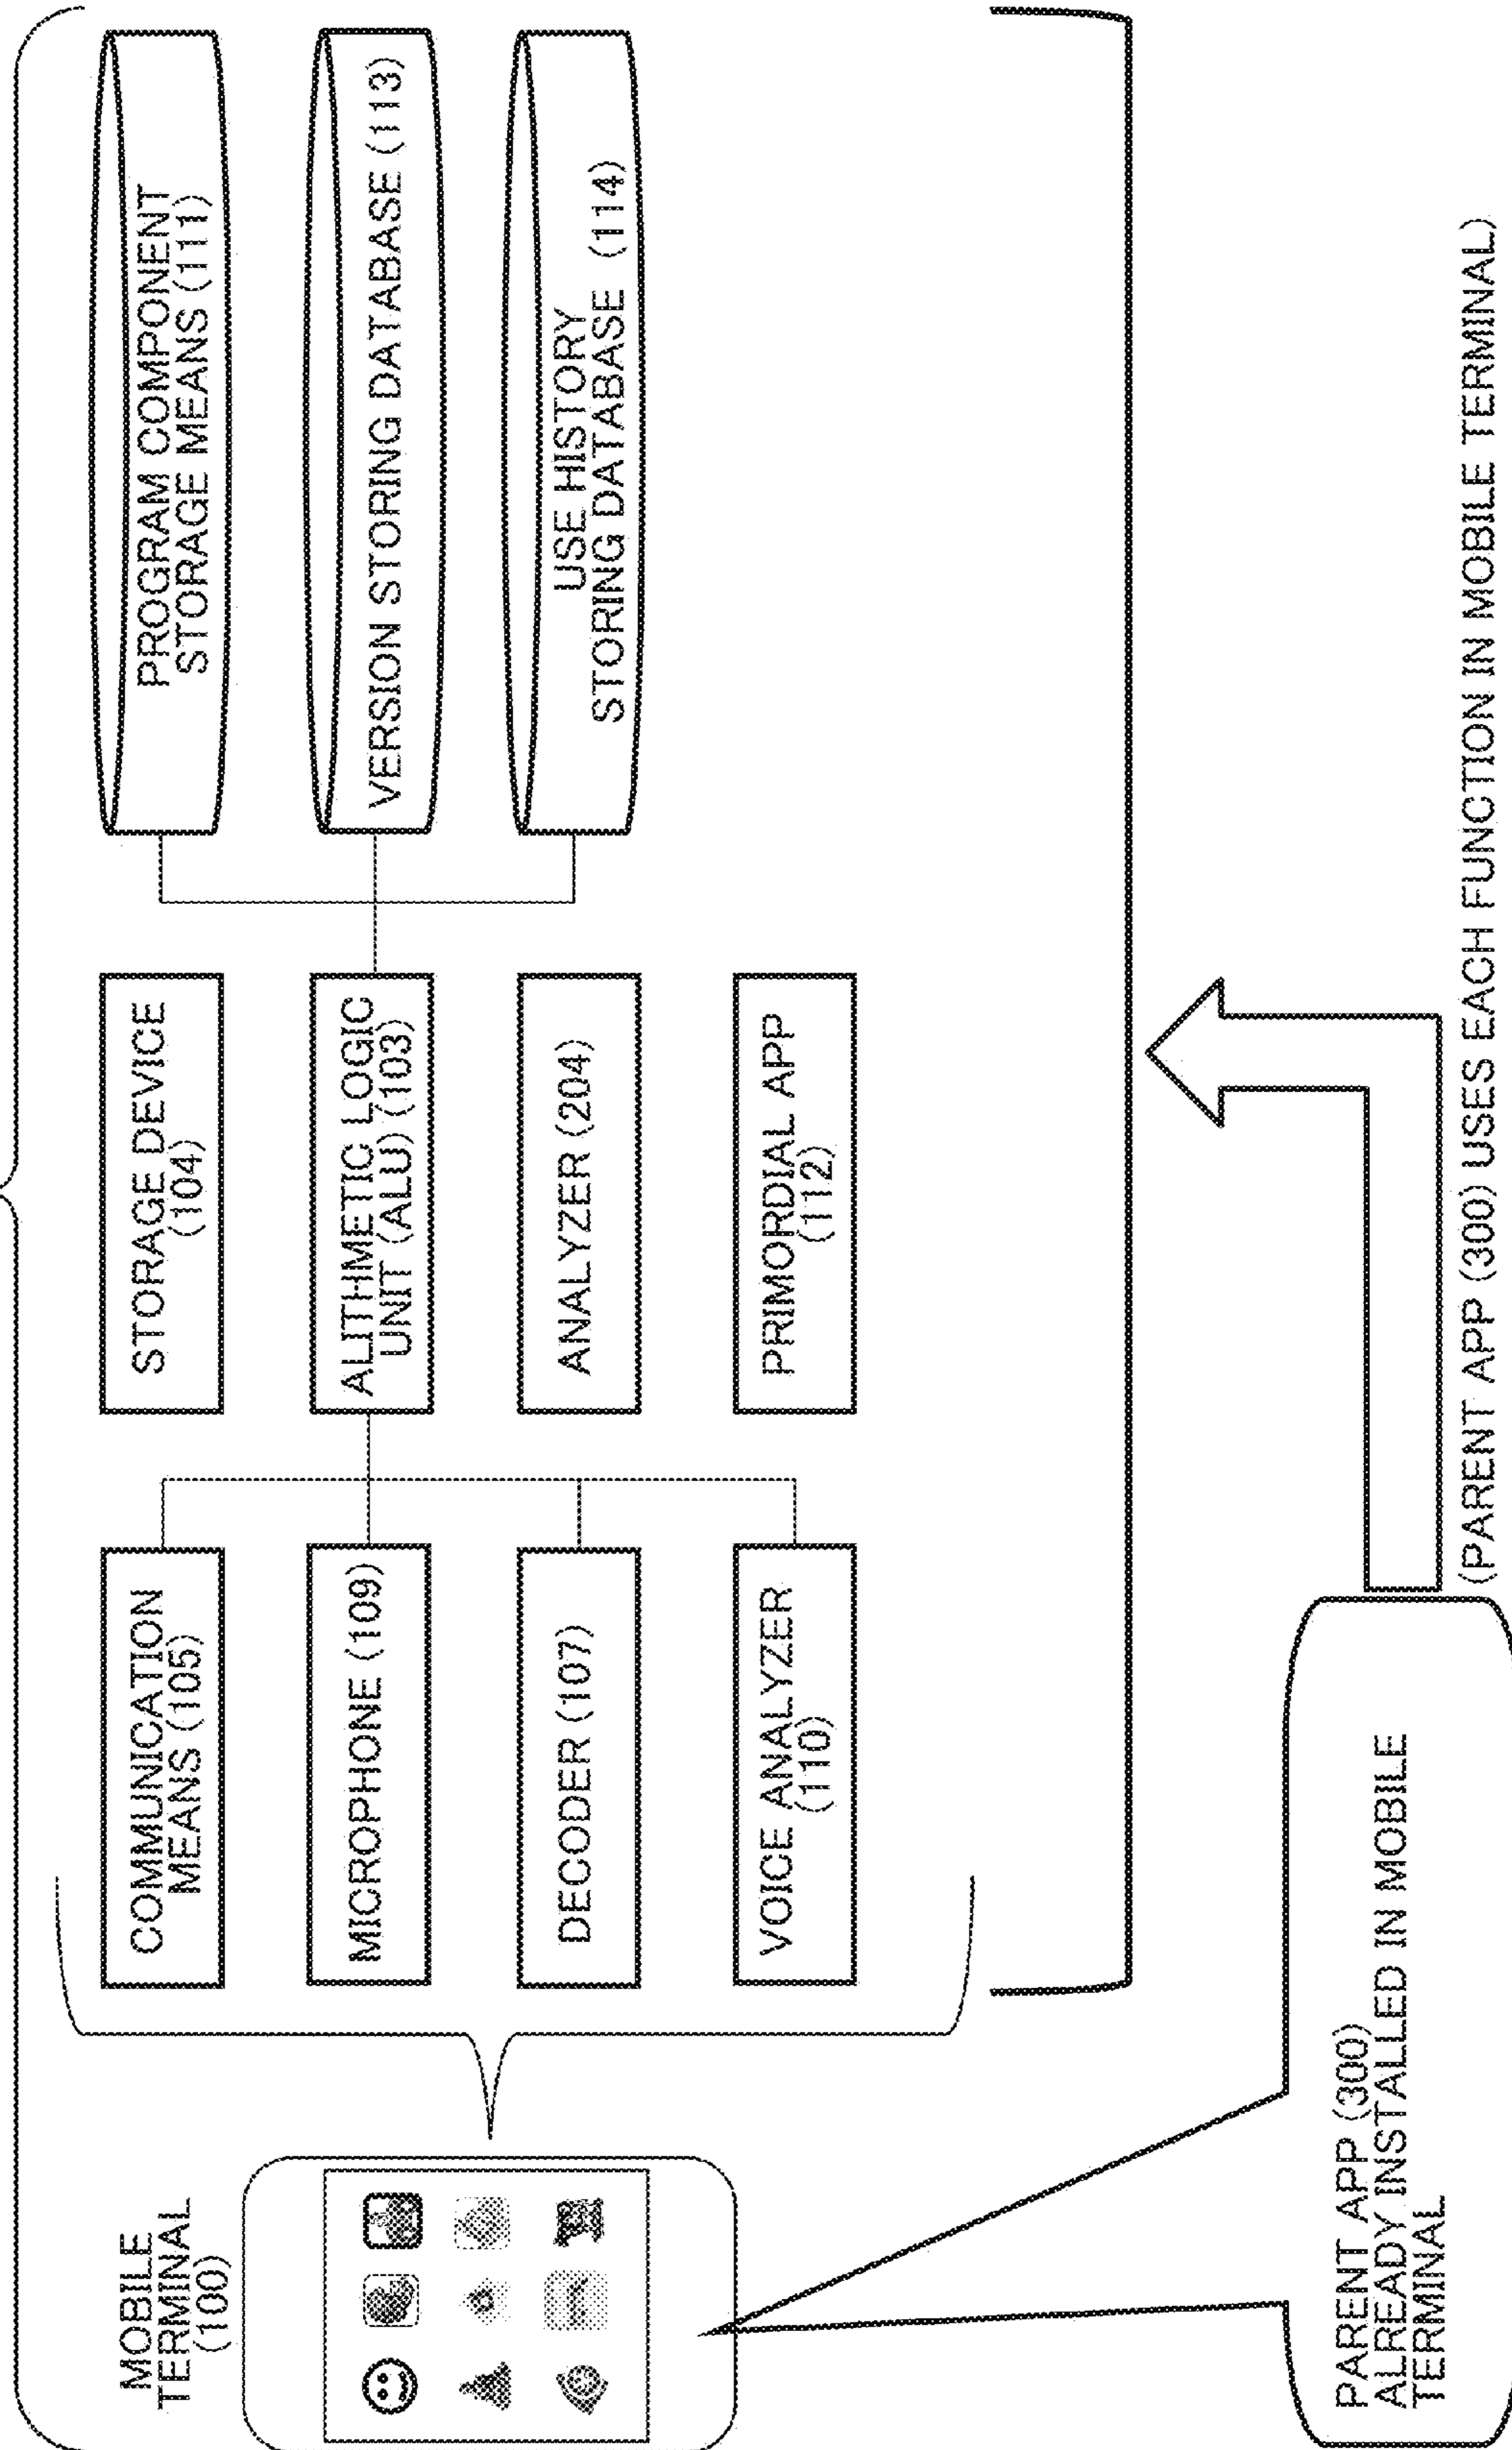 MOBILE
TERMINAL
(100)
COMMUNICATION
MEANS (105)
MICROPHONE (109)
DECODER (107)
VOICE ANALYZER
(110)
STORAGE DEVICE
(104)
ALITHMETIC LOGIC
UNIT (ALU) (103)
ANALYZER (204)
PRIMORDIAL APP
(112)
PROGRAM COMPONENT
STORAGE MEANS (111)
VERSION STORING DATABASE (113)
USE HISTORY
STORING DATABASE (114)
PARENT APP (300)
ALREADY INSTALLED IN MOBILE
TERMINAL
(PARENT APP (300) USES EACH FUNCTION IN MOBILE TERMINAL)